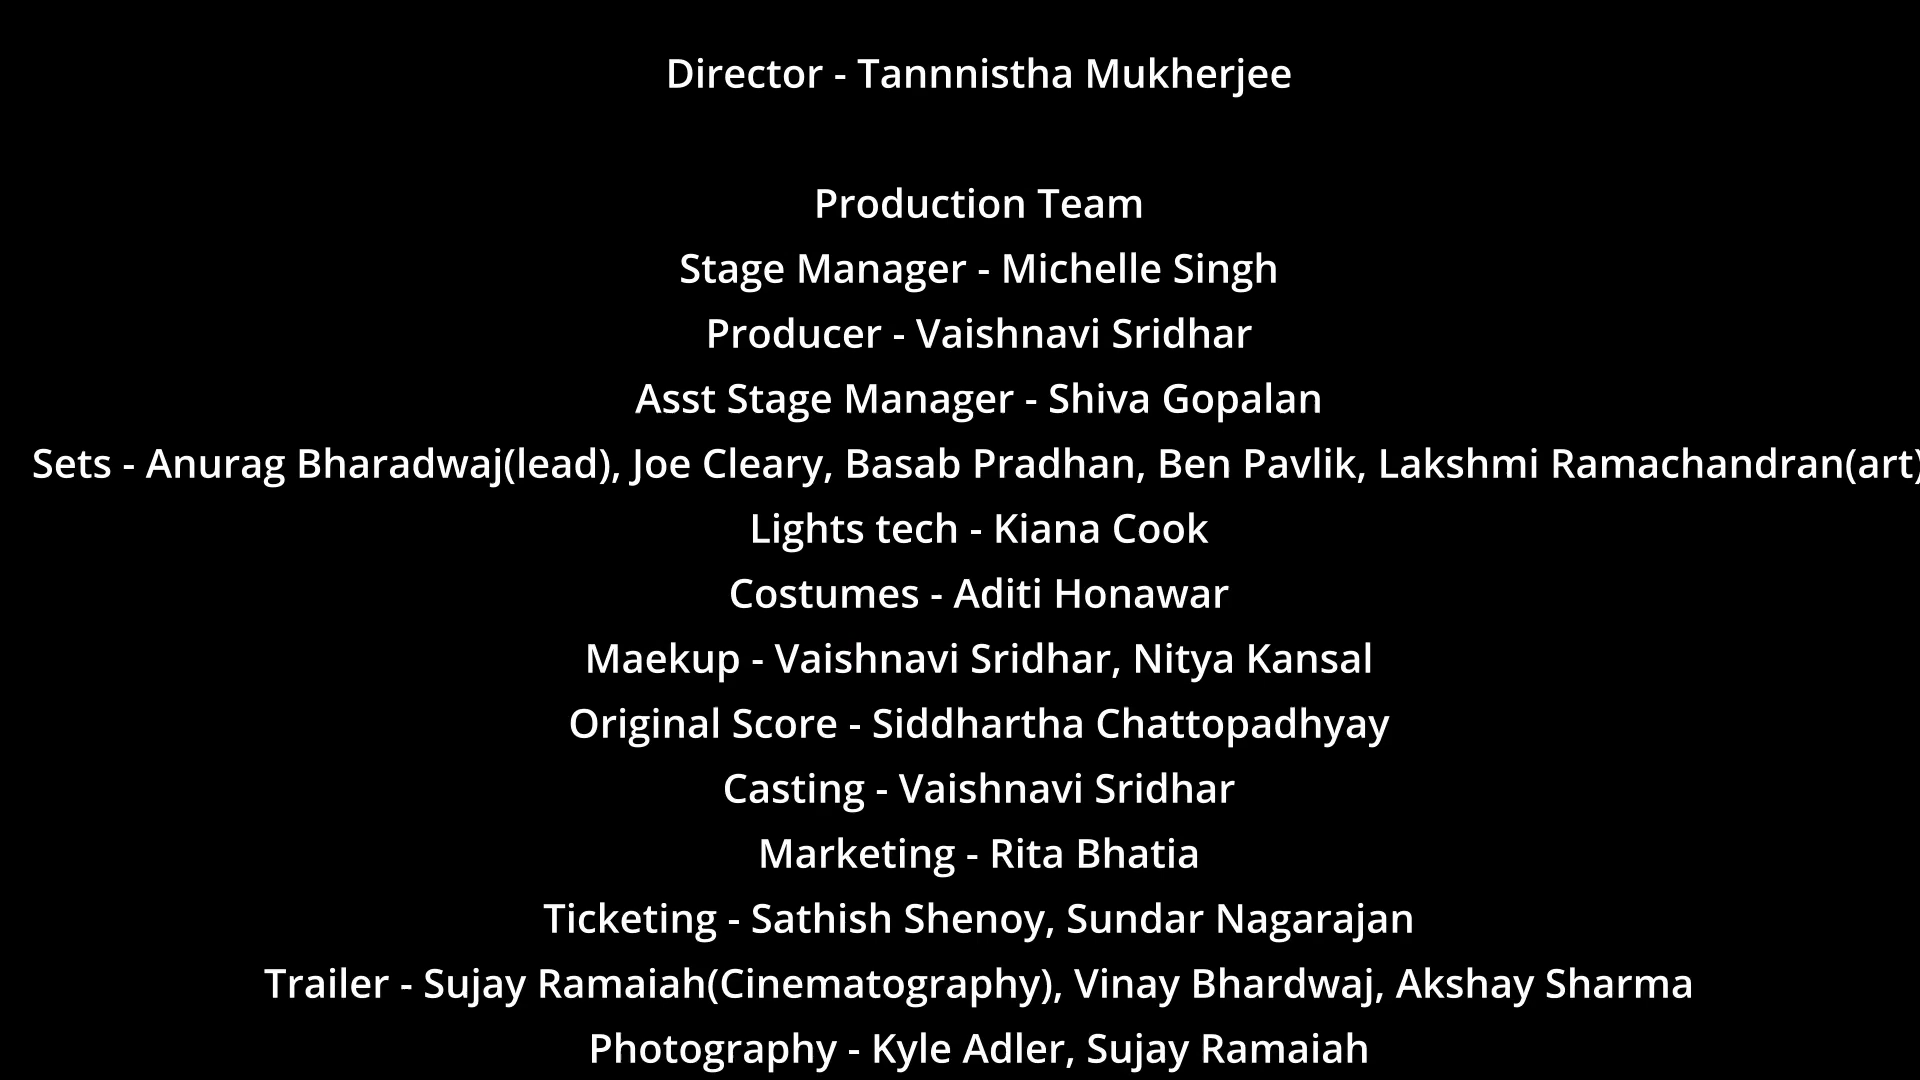 Director - Tannnistha Mukherjee
Production Team
Stage Manager - Michelle Singh
Producer - Vaishnavi Sridhar
Asst Stage Manager - Shiva Gopalan
Sets - Anurag Bharadwaj(lead), Joe Cleary, Basab Pradhan, Ben Pavlik, Lakshmi Ramachandran(art)
Lights tech - Kiana Cook
Costumes - Aditi Honawar
Maekup - Vaishnavi Sridhar, Nitya Kansal
Original Score - Siddhartha Chattopadhyay
Casting - Vaishnavi Sridhar
Marketing - Rita Bhatia
Ticketing - Sathish Shenoy, Sundar Nagarajan
Trailer - Sujay Ramaiah(Cinematography), Vinay Bhardwaj, Akshay Sharma
Photography - Kyle Adler, Sujay Ramaiah